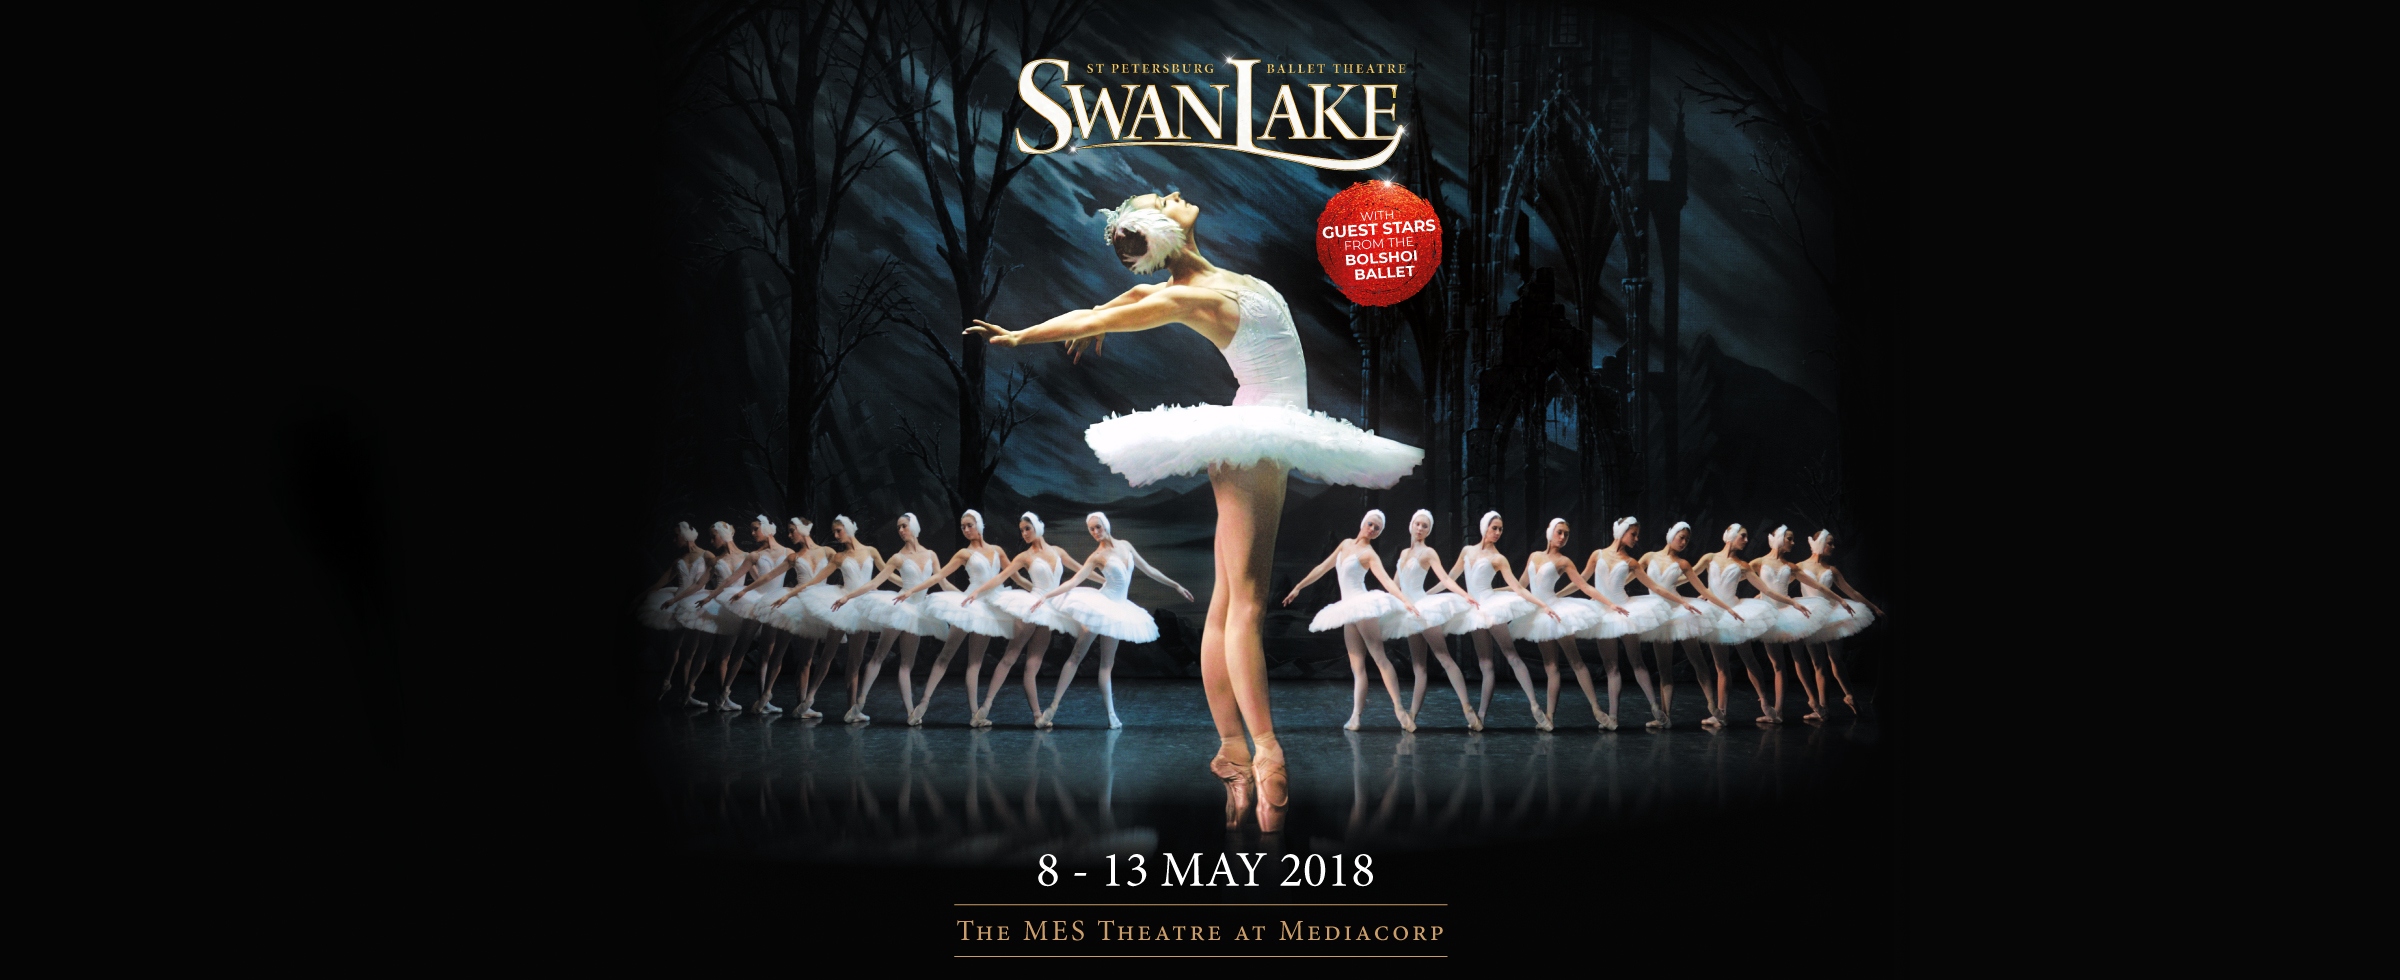 ST PETERSBURG BALLET THEATRE
SWAN LAKE
WITH
GUEST STARS
FROM THE
BOLSHOI
BALLET
8 - 13 MAY 2018
THE MES THEATRE AT MEDIACORP